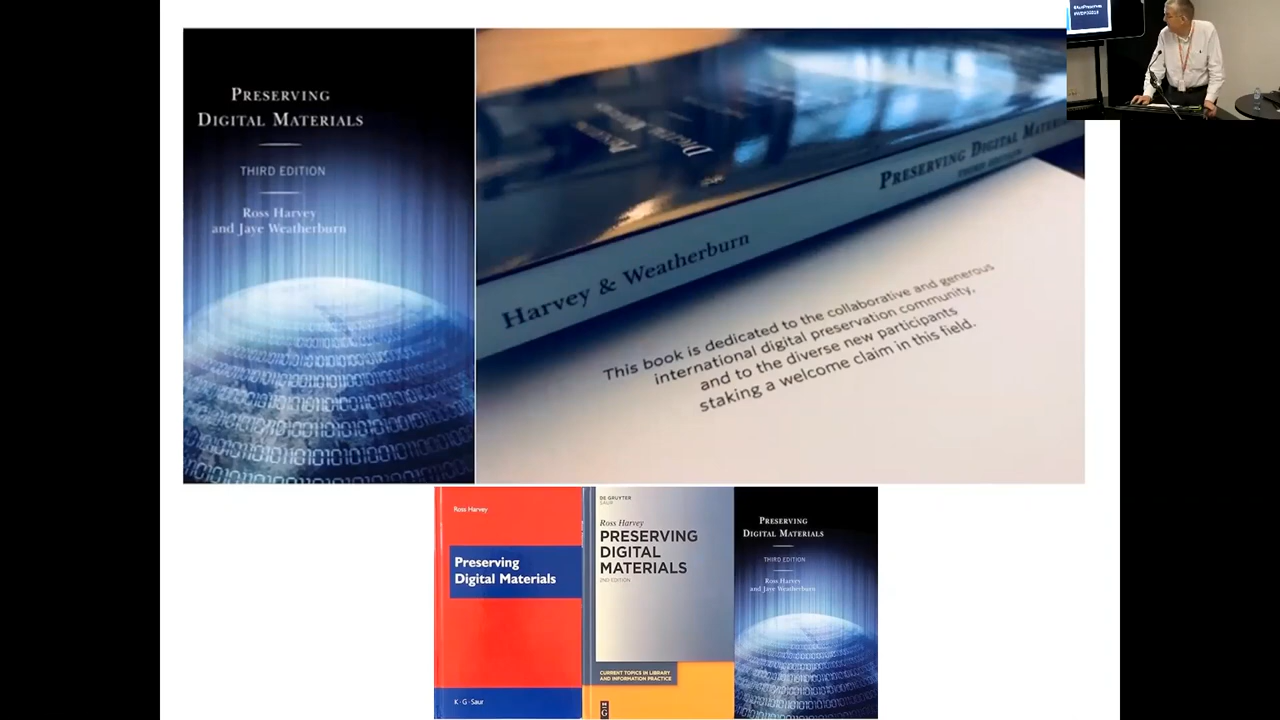 PRESERVING
DIGITAL MATERIALS
THIRD EDITION
Ross Harvey
and Jaye Weatherburn
PRESERVING DIGITAL MATERIALS
THIRD EDITION
Harvey & Weatherburn
This book is dedicated to the collaborative and generous
international digital preservation community,
and to the diverse new participants
staking a welcome claim in this field.
Ross Harvey
Preserving
Digital Materials
K · G · Saur
DE GRUYTER
SAUR
Ross Harvey
PRESERVING
DIGITAL
MATERIALS
2ND EDITION
CURRENT TOPICS IN LIBRARY
AND INFORMATION PRACTICE
PRESERVING
DIGITAL MATERIALS
THIRD EDITION
Ross Harvey
and Jaye Weatherburn